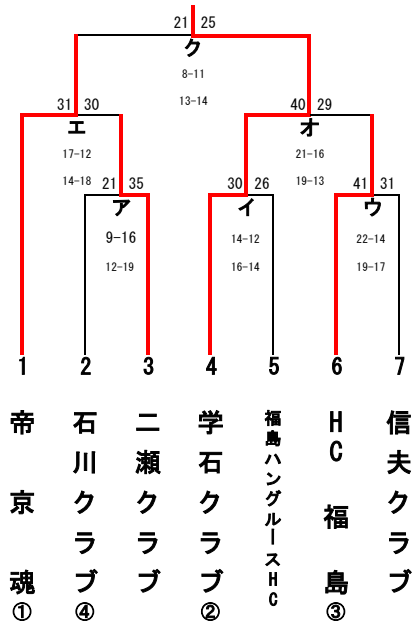 21 25
ク
8-11
13-14
31 30
エ
17-12
14-18
40 29
オ
21-16
19-13
21 35
ア
9-16
12-19
30 26
イ
14-12
16-14
41 31
ウ
22-14
19-17
1 2 3 4 5 6 7
帝京魂①
石川クラブ④
二瀬クラブ
学石クラブ②
福島ハングルースHC
HC福島③
信夫クラブ